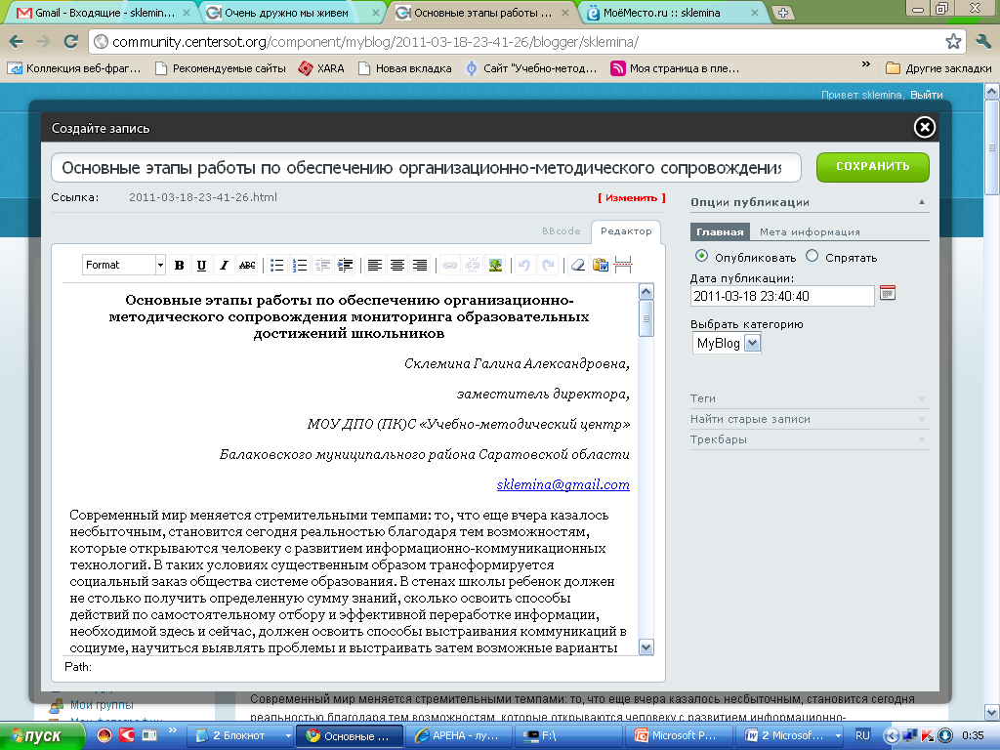 Gmail - Входящие - sklemin...
Очень дружно мы живем
Основные этапы работы ...
МоёМесто.ru :: sklemina
community.centersot.org/component/myblog/2011-03-18-23-41-26/blogger/sklemina/
Коллекция веб-фраг...
Рекомендуемые сайты
XARA
Новая вкладка
Сайт "Учебно-метод...
Моя страница в пле...
»
Другие закладки
Привет sklemina, Выйти
Создайте запись
Основные этапы работы по обеспечению организационно-методического сопровождения
СОХРАНИТЬ
Ссылка: 2011-03-18-23-41-26.html
[ Изменить ]
Опции публикации
BBcode
Редактор
Главная
Мета информация
Format
B U I ABC
Опубликовать
Спрятать
Дата публикации:
2011-03-18 23:40:40
Выбрать категорию
MyBlog
Теги
Найти старые записи
Трекбары
Основные этапы работы по обеспечению организационно-
методического сопровождения мониторинга образовательных
достижений школьников
Склемина Галина Александровна,
заместитель директора,
МОУ ДПО (ПК)С «Учебно-методический центр»
Балаковского муниципального района Саратовской области
sklemina@gmail.com
Современный мир меняется стремительными темпами: то, что еще вчера казалось
несбыточным, становится сегодня реальностью благодаря тем возможностям,
которые открываются человеку с развитием информационно-коммуникационных
технологий. В таких условиях существенным образом трансформируется
социальный заказ общества системе образования. В стенах школы ребенок должен
не столько получить определенную сумму знаний, сколько освоить способы
действий по самостоятельному отбору и эффективной переработке информации,
необходимой здесь и сейчас, должен освоить способы выстраивания коммуникаций в
социуме, научиться выявлять проблемы и выстраивать затем возможные варианты
Path:
Мои группы
Современный мир меняется стремительными темпами: то, что еще вчера казалось несбыточным, становится сегодня
реальностью благодаря тем возможностям, которые открываются человеку с развитием информационно-
пуск
»
2 Блокнот
Основные ...
АРЕНА - лу...
F:\
Microsoft P...
2 Microsof...
RU
0:35